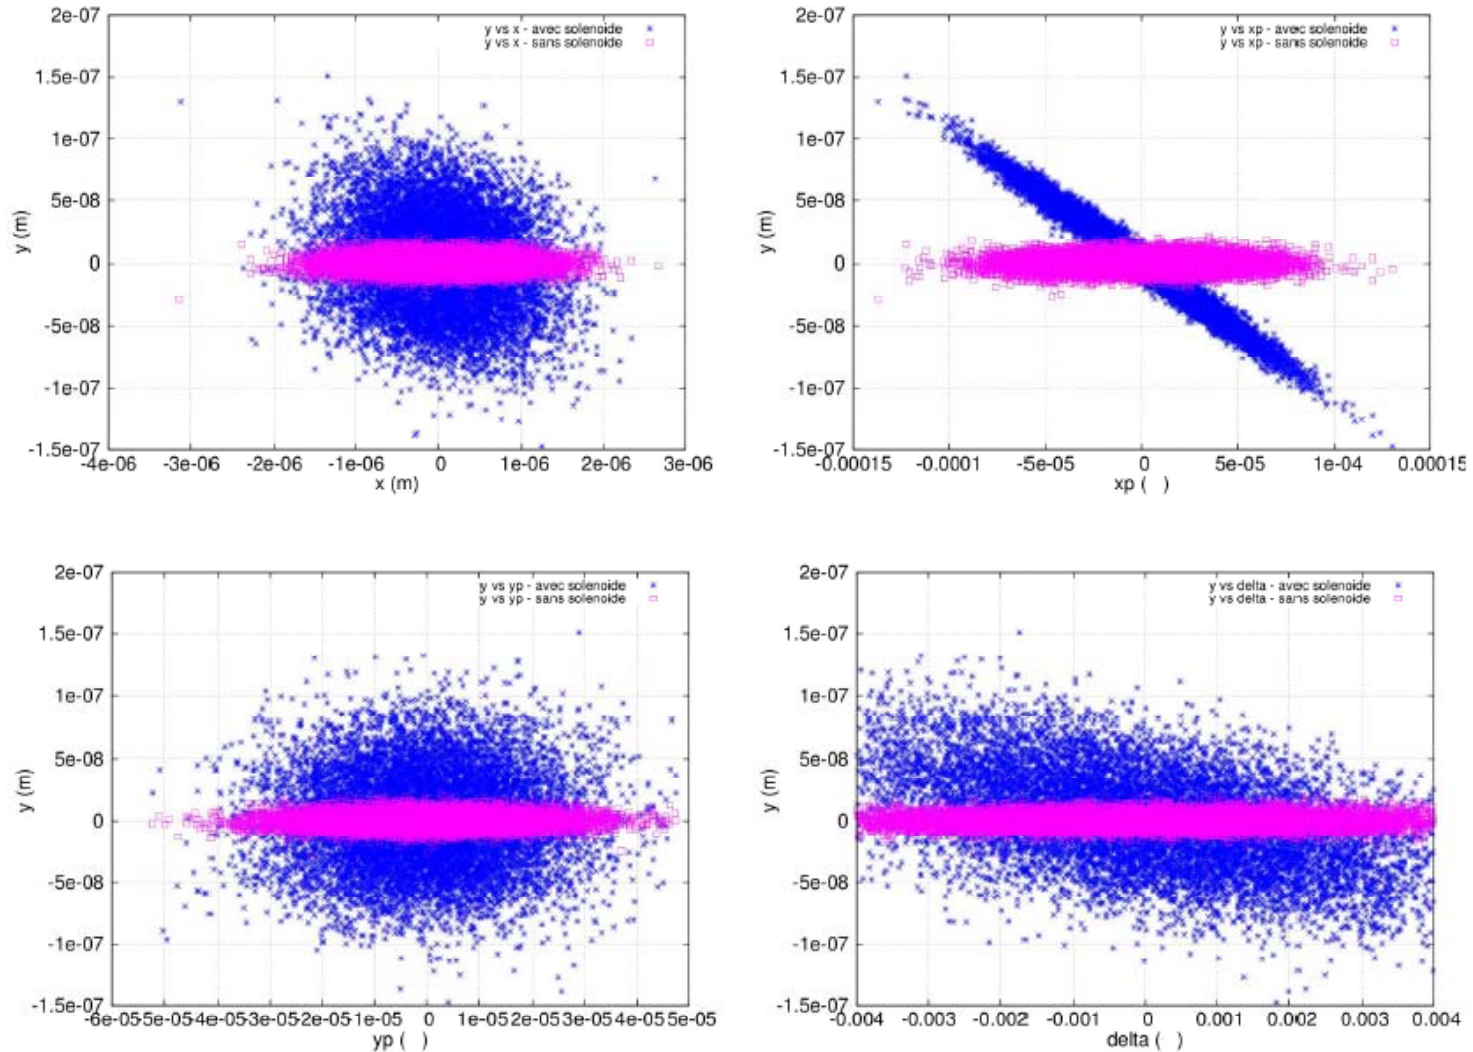 2e-07
y vs x - avec solenoide
y vs x - sans solenoide
1.5e-07
1e-07
5e-08
0
-5e-08
-1e-07
-1.5e-07
y (m)
-4e-06 -3e-06 -2e-06 -1e-06 0 1e-06 2e-06 3e-06
x (m)
2e-07
y vs xp - avec solenoide
y vs xp - sans solenoide
1.5e-07
1e-07
5e-08
0
-5e-08
-1e-07
-1.5e-07
y (m)
-0.00015 -0.0001 -5e-05 0 5e-05 1e-04 0.00015
xp ( )
2e-07
y vs yp - avec solenoide
y vs yp - sans solenoide
1.5e-07
1e-07
5e-08
0
-5e-08
-1e-07
-1.5e-07
y (m)
-6e-05-5e-05-4e-05-3e-05-2e-05-1e-05 0 1e-05 2e-05 3e-05 4e-05 5e-05
yp ( )
2e-07
y vs delta - avec solenoide
y vs delta - sans solenoide
1.5e-07
1e-07
5e-08
0
-5e-08
-1e-07
-1.5e-07
y (m)
-0.004 -0.003 -0.002 -0.001 0 0.001 0.002 0.003 0.004
delta ( )